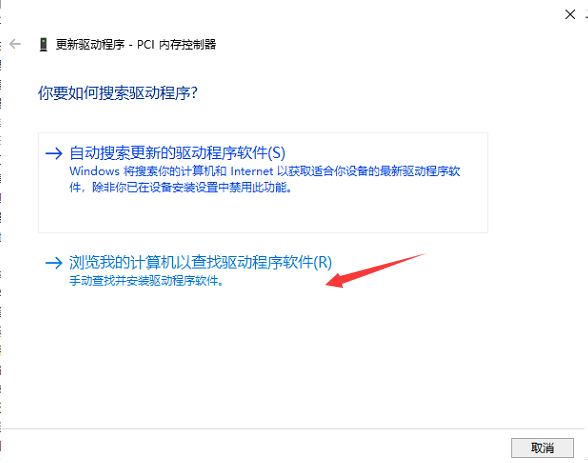 更新驱动程序 - PCI 内存控制器
你要如何搜索驱动程序?
自动搜索更新的驱动程序软件(S)
Windows 将搜索你的计算机和 Internet 以获取适合你设备的最新驱动程序软
件，除非你已在设备安装设置中禁用此功能。
浏览我的计算机以查找驱动程序软件(R)
手动查找并安装驱动程序软件。
取消